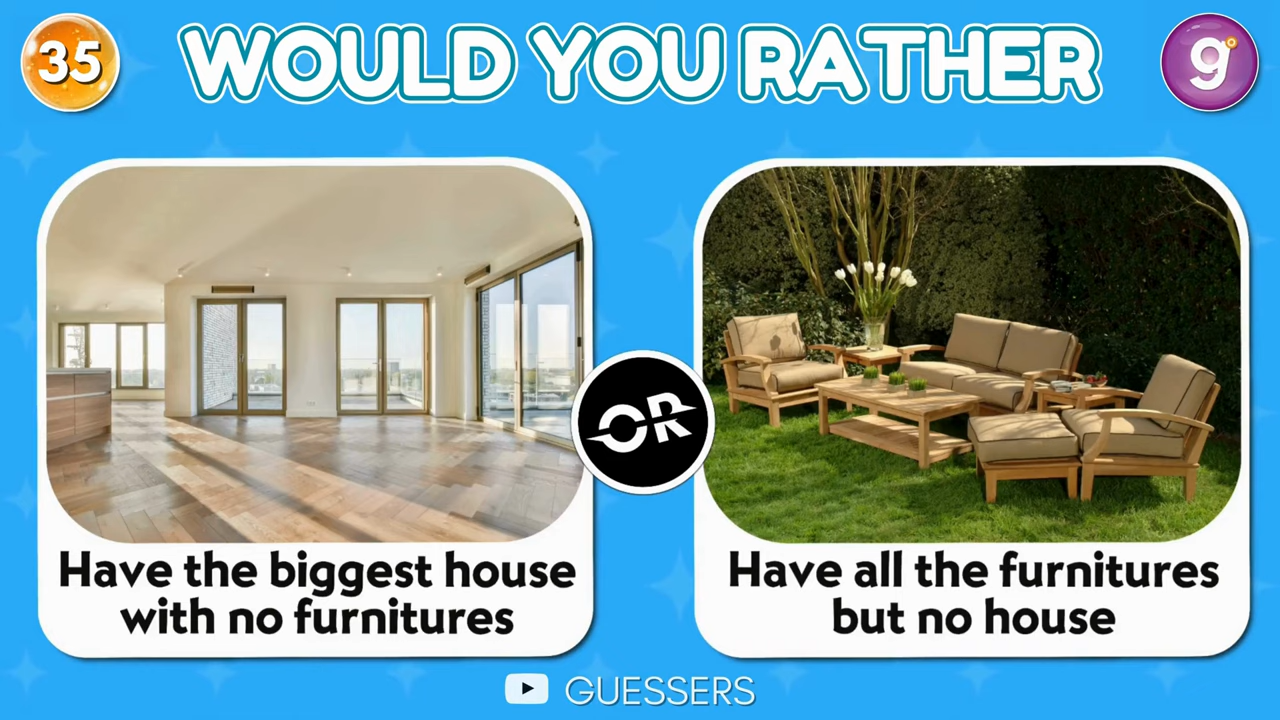 35
WOULD YOU RATHER
g
OR
Have the biggest house
with no furnitures
Have all the furnitures
but no house
GUESSERS